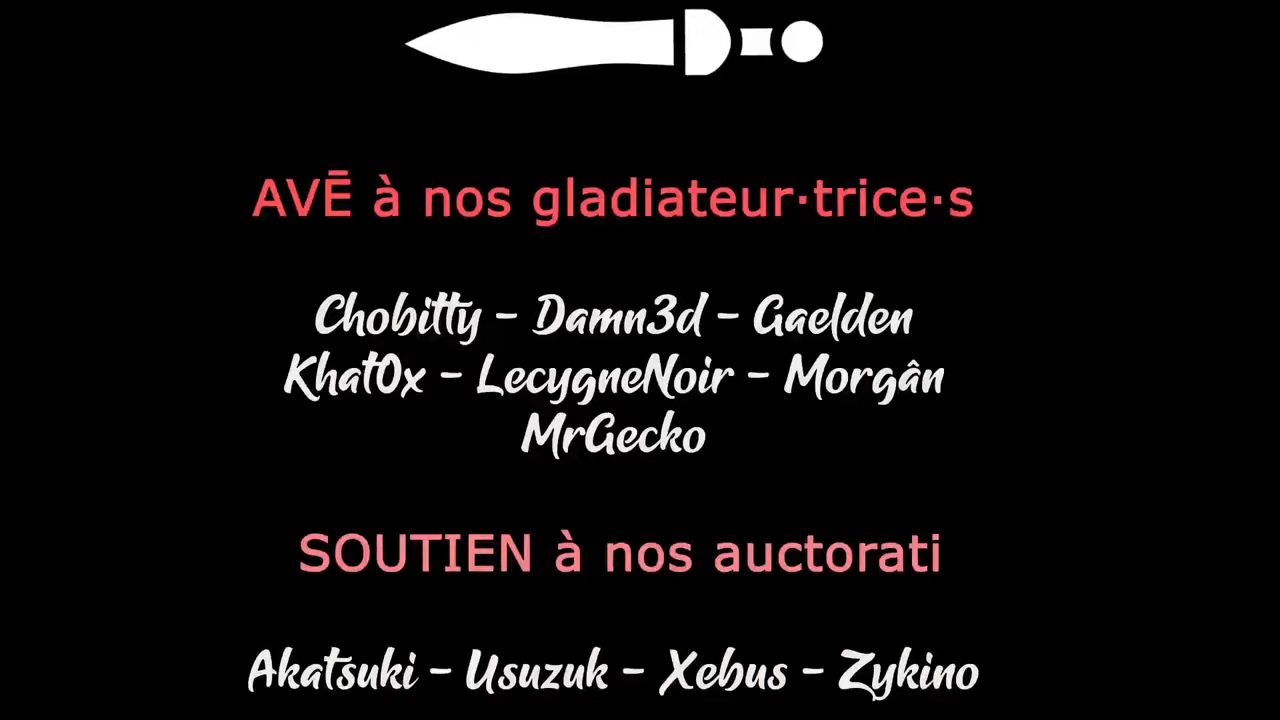 AVĒ à nos gladiateur·trice·s
Chobitty - Damn3d - Gaelden
Khat0x - LecygneNoir - Morgân
MrGecko
SOUTIEN à nos auctorati
Akatsuki - Usuzuk - Xebus - Zykino